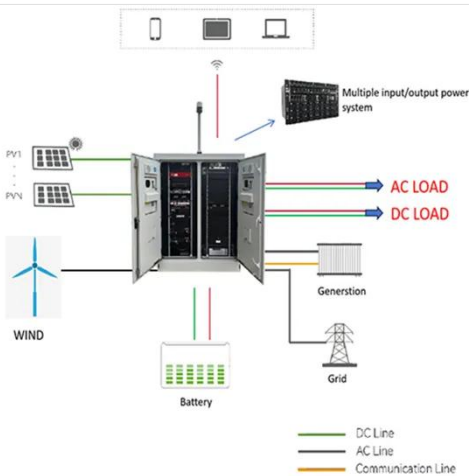 Multiple input/output power
system
PV1
PVN
AC LOAD
DC LOAD
WIND
Generstion
Grid
Battery
DC Line
AC Line
Communication Line